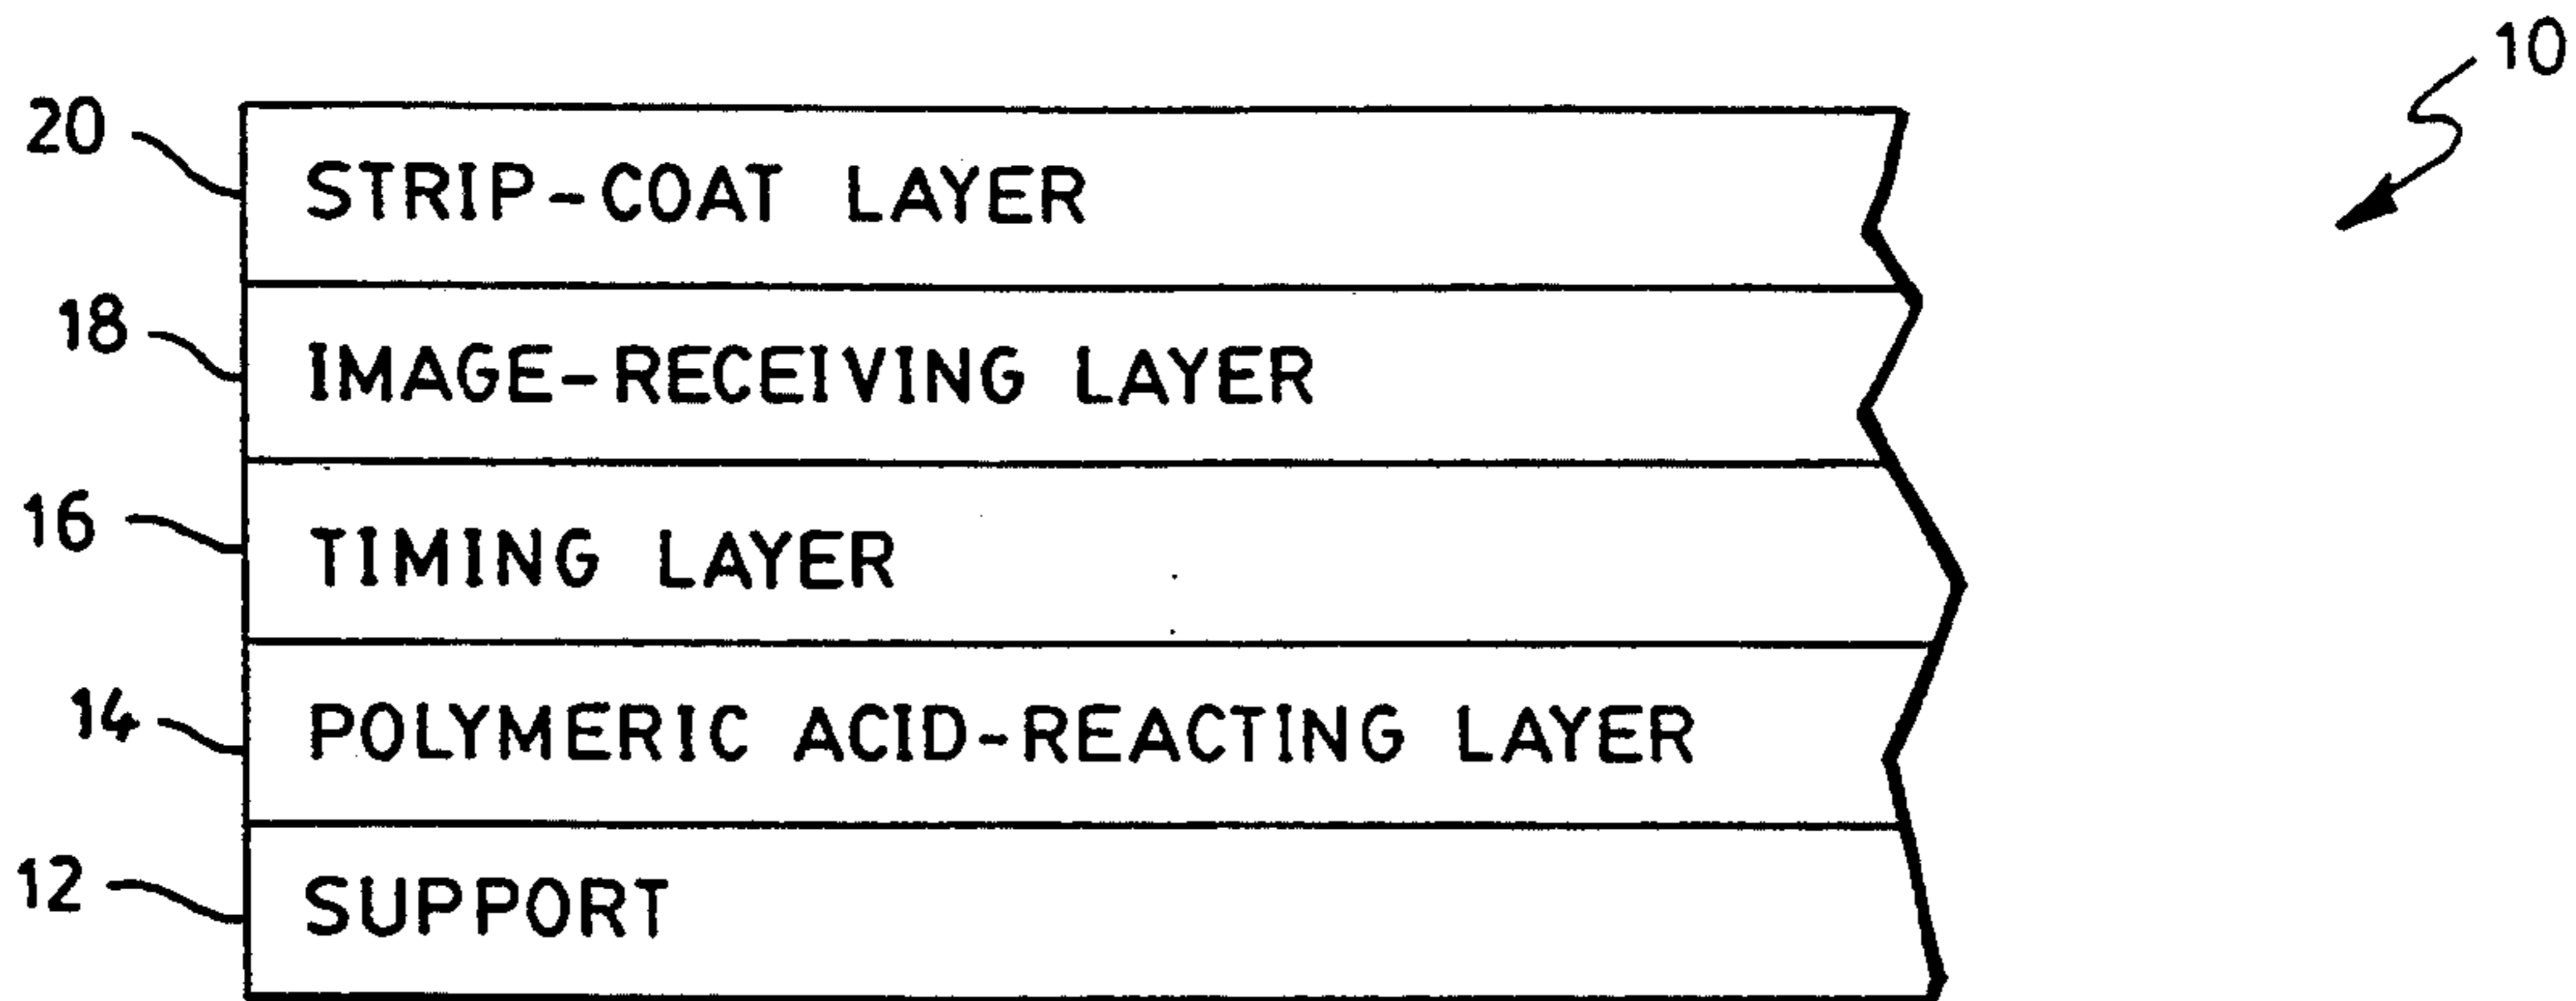 10
20 STRIP-COAT LAYER
18 IMAGE-RECEIVING LAYER
16 TIMING LAYER
14 POLYMERIC ACID-REACTING LAYER
12 SUPPORT